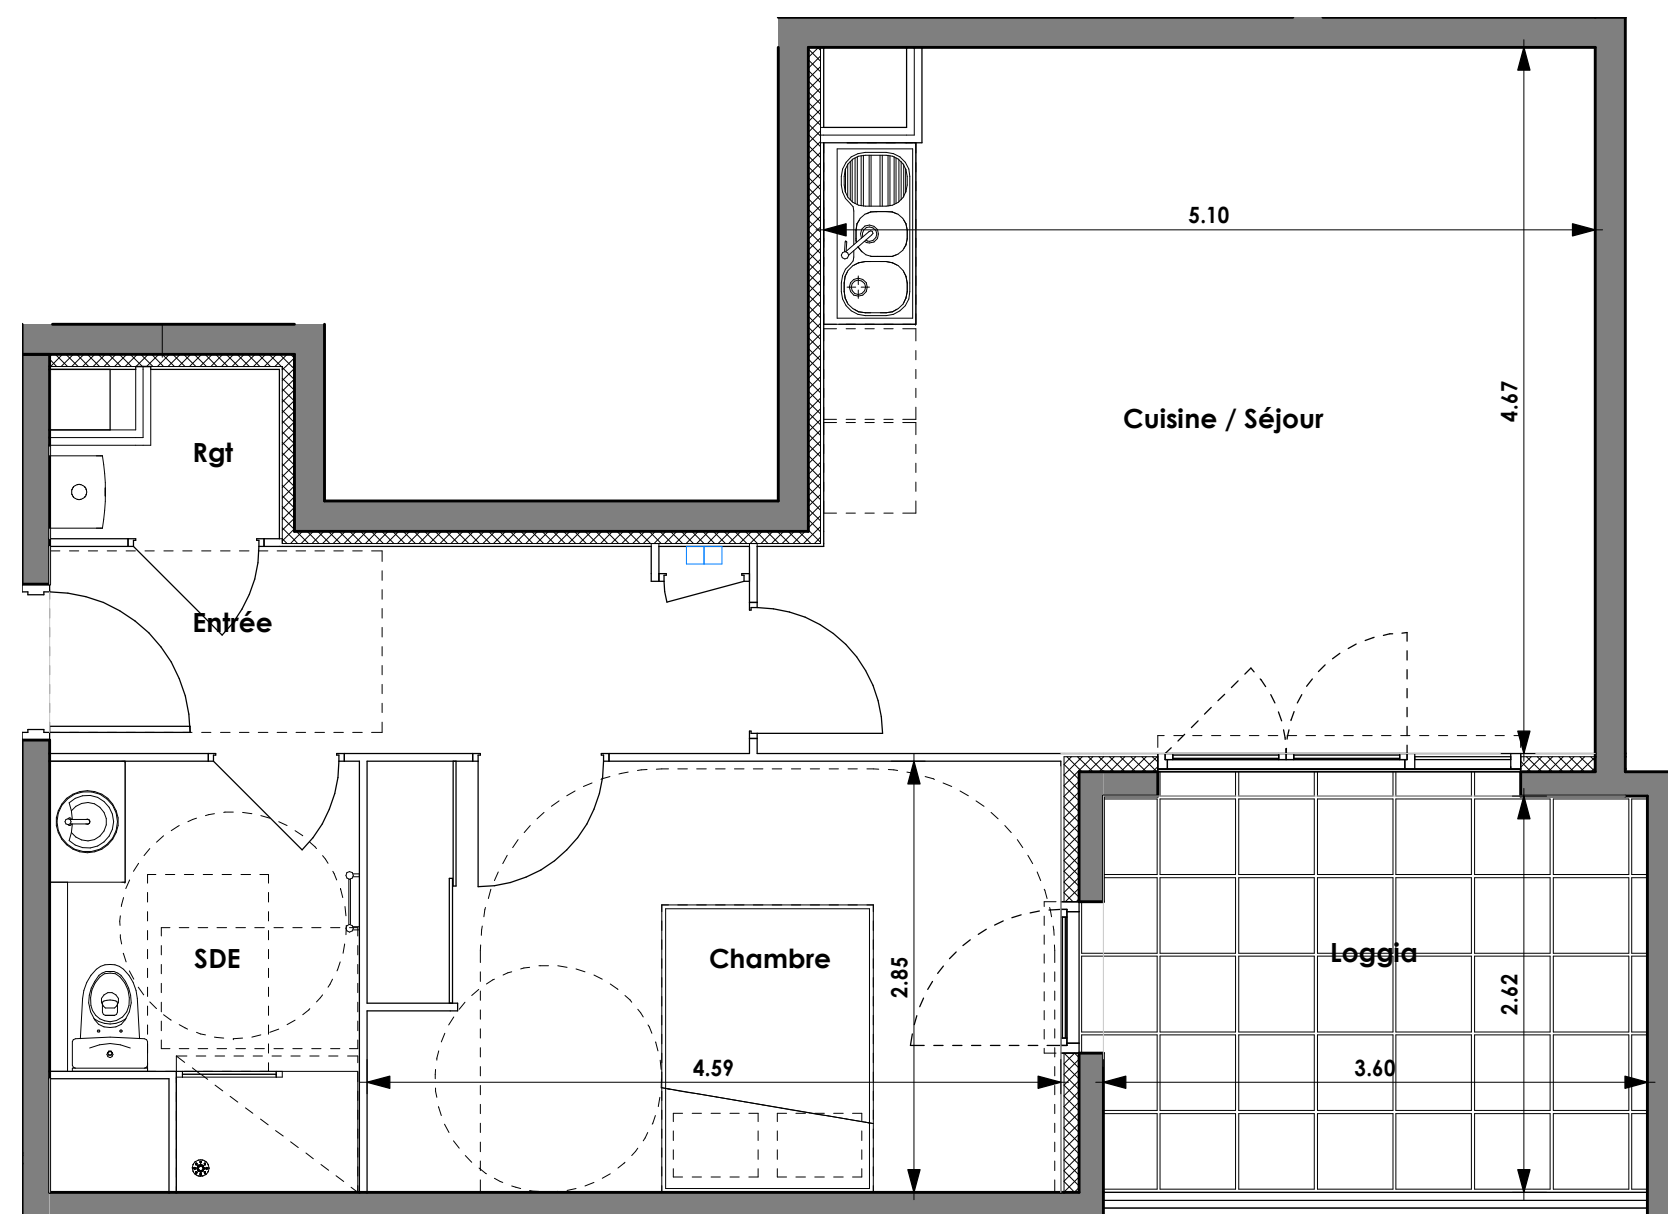 5.10
4.67
Cuisine / Séjour
Rgt
Entrée
SDE
Chambre
2.85
Loggia
2.62
4.59
3.60